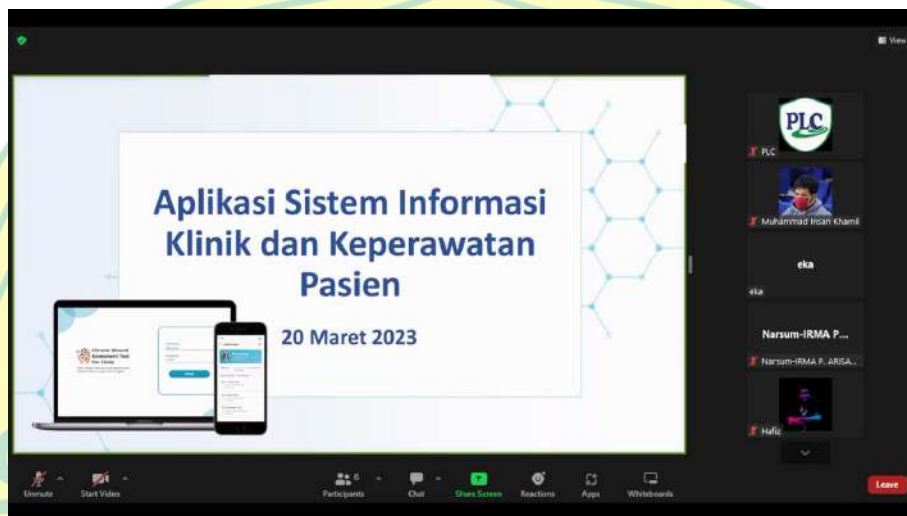 View
Aplikasi Sistem Informasi
Klinik dan Keperawatan
Pasien
20 Maret 2023
PLC
PLC
Muhammad Insan Khamil
eka
eka
Narsum-IRMA P...
Narsum-IRMA P. ARISA...
Hafiz
Unmute
Start Video
6
Participants
Chat
Share Screen
Reactions
Apps
Whiteboards
Leave